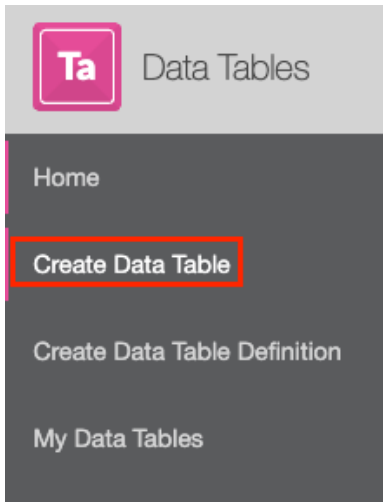 Ta Data Tables
Home
Create Data Table
Create Data Table Definition
My Data Tables